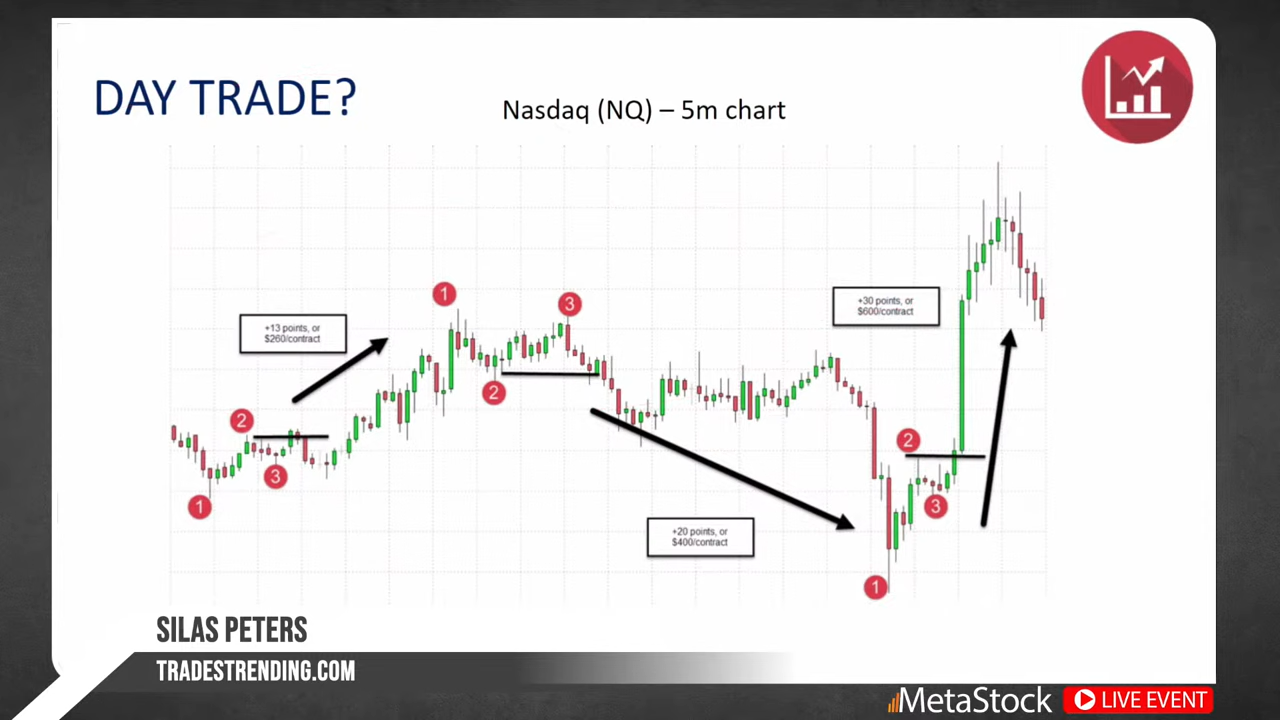 DAY TRADE?
Nasdaq (NQ) – 5m chart
+13 points, or
$260/contract
1
3
+30 points, or
$600/contract
2
2
2
3
3
1
+20 points, or
$400/contract
1
SILAS PETERS
TRADESTRENDING.COM
MetaStock
LIVE EVENT